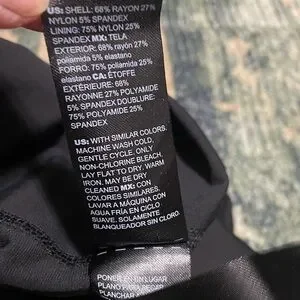 US: SHELL: 68% RAYON 27%
NYLON 5% SPANDEX
LINING: 75% NYLON 25%
SPANDEX MX: TELA
EXTERIOR: 68% rayón 27%
poliamida 5% elastano
FORRO: 75% poliamida 25%
elastano CA: ÉTOFFE
EXTÉRIEURE: 68%
RAYONNE 27% POLYAMIDE
5% SPANDEX DOUBLURE:
75% POLYAMIDE 25%
SPANDEX
US: WITH SIMILAR COLORS.
MACHINE WASH COLD,
GENTLE CYCLE. ONLY
NON-CHLORINE BLEACH,
LAY FLAT TO DRY. WARM
IRON. MAY BE DRY
CLEANED MX: CON
COLORES SIMILARES.
LAVAR A MÁQUINA CON
AGUA FRÍA EN CICLO
SUAVE. SOLAMENTE
BLANQUEADOR SIN CLORO.
PONER EN UN LUGAR
PLANO PARA SECAR.
PLANCHAR A